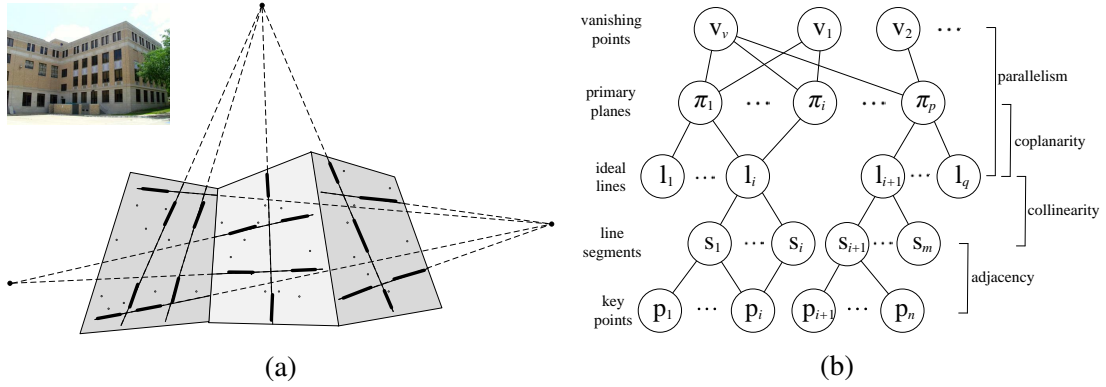 vanishing
points
v_v v_1 v_2 ...
primary
planes
π_1 ... π_i ... π_p
ideal
lines
l_1 ... l_i l_{i+1} ... l_q
line
segments
s_1 ... s_i s_{i+1} ... s_m
key
points
p_1 ... p_i p_{i+1} ... p_n
parallelism
coplanarity
collinearity
adjacency
(a)
(b)